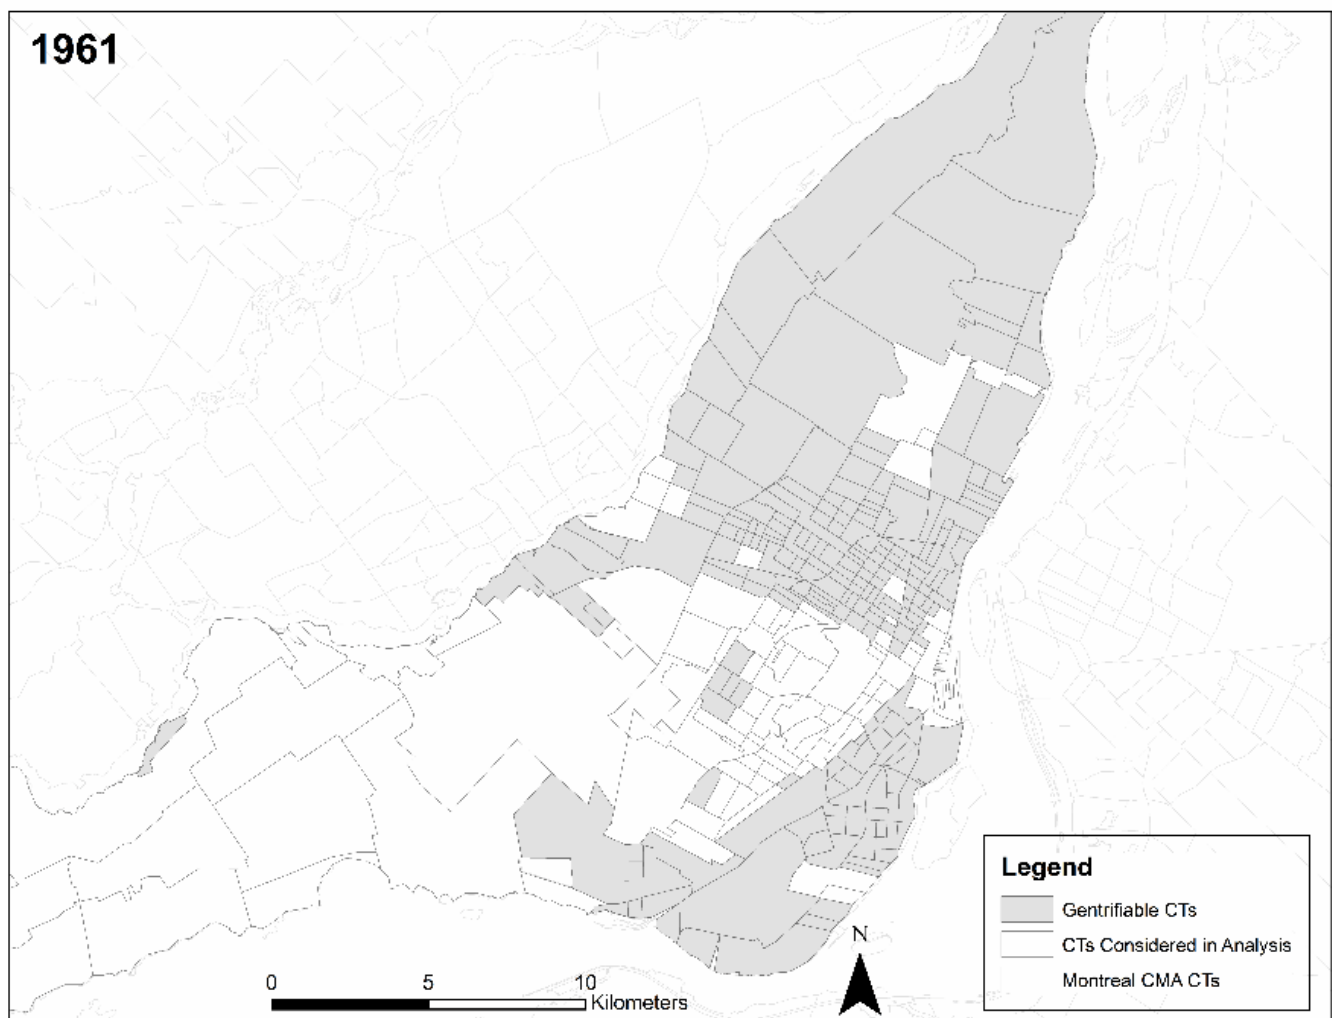 1961
Legend
Gentrifiable CTs
CTs Considered in Analysis
Montreal CMA CTs
N
0 5 10
Kilometers